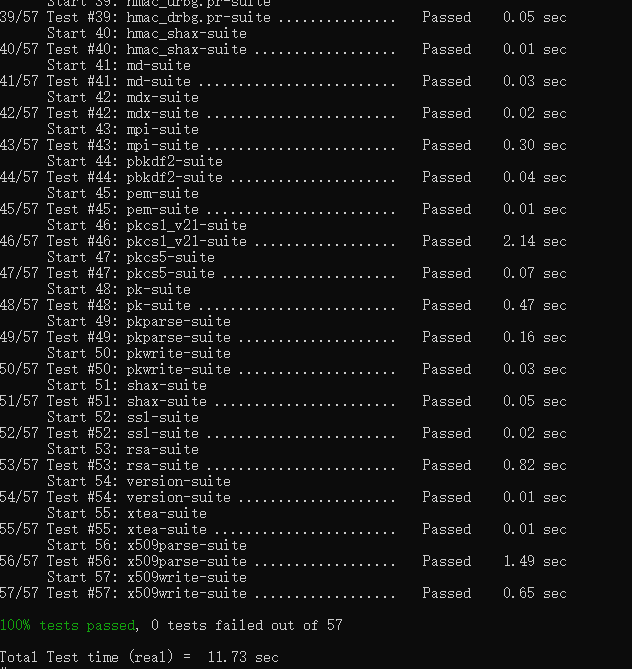 Start 39: hmac_drbg.pr-suite
39/57 Test #39: hmac_drbg.pr-suite ...............   Passed    0.05 sec
      Start 40: hmac_shax-suite
40/57 Test #40: hmac_shax-suite ..................   Passed    0.01 sec
      Start 41: md-suite
41/57 Test #41: md-suite .........................   Passed    0.03 sec
      Start 42: mdx-suite
42/57 Test #42: mdx-suite ........................   Passed    0.02 sec
      Start 43: mpi-suite
43/57 Test #43: mpi-suite ........................   Passed    0.30 sec
      Start 44: pbkdf2-suite
44/57 Test #44: pbkdf2-suite .....................   Passed    0.04 sec
      Start 45: pem-suite
45/57 Test #45: pem-suite ........................   Passed    0.01 sec
      Start 46: pkcs1_v21-suite
46/57 Test #46: pkcs1_v21-suite ..................   Passed    2.14 sec
      Start 47: pkcs5-suite
47/57 Test #47: pkcs5-suite ......................   Passed    0.07 sec
      Start 48: pk-suite
48/57 Test #48: pk-suite .........................   Passed    0.47 sec
      Start 49: pkparse-suite
49/57 Test #49: pkparse-suite ....................   Passed    0.16 sec
      Start 50: pkwrite-suite
50/57 Test #50: pkwrite-suite ....................   Passed    0.03 sec
      Start 51: shax-suite
51/57 Test #51: shax-suite .......................   Passed    0.05 sec
      Start 52: ssl-suite
52/57 Test #52: ssl-suite ........................   Passed    0.02 sec
      Start 53: rsa-suite
53/57 Test #53: rsa-suite ........................   Passed    0.82 sec
      Start 54: version-suite
54/57 Test #54: version-suite ....................   Passed    0.01 sec
      Start 55: xtea-suite
55/57 Test #55: xtea-suite .......................   Passed    0.01 sec
      Start 56: x509parse-suite
56/57 Test #56: x509parse-suite ..................   Passed    1.49 sec
      Start 57: x509write-suite
57/57 Test #57: x509write-suite ..................   Passed    0.65 sec
100% tests passed, 0 tests failed out of 57
Total Test time (real) =  11.73 sec